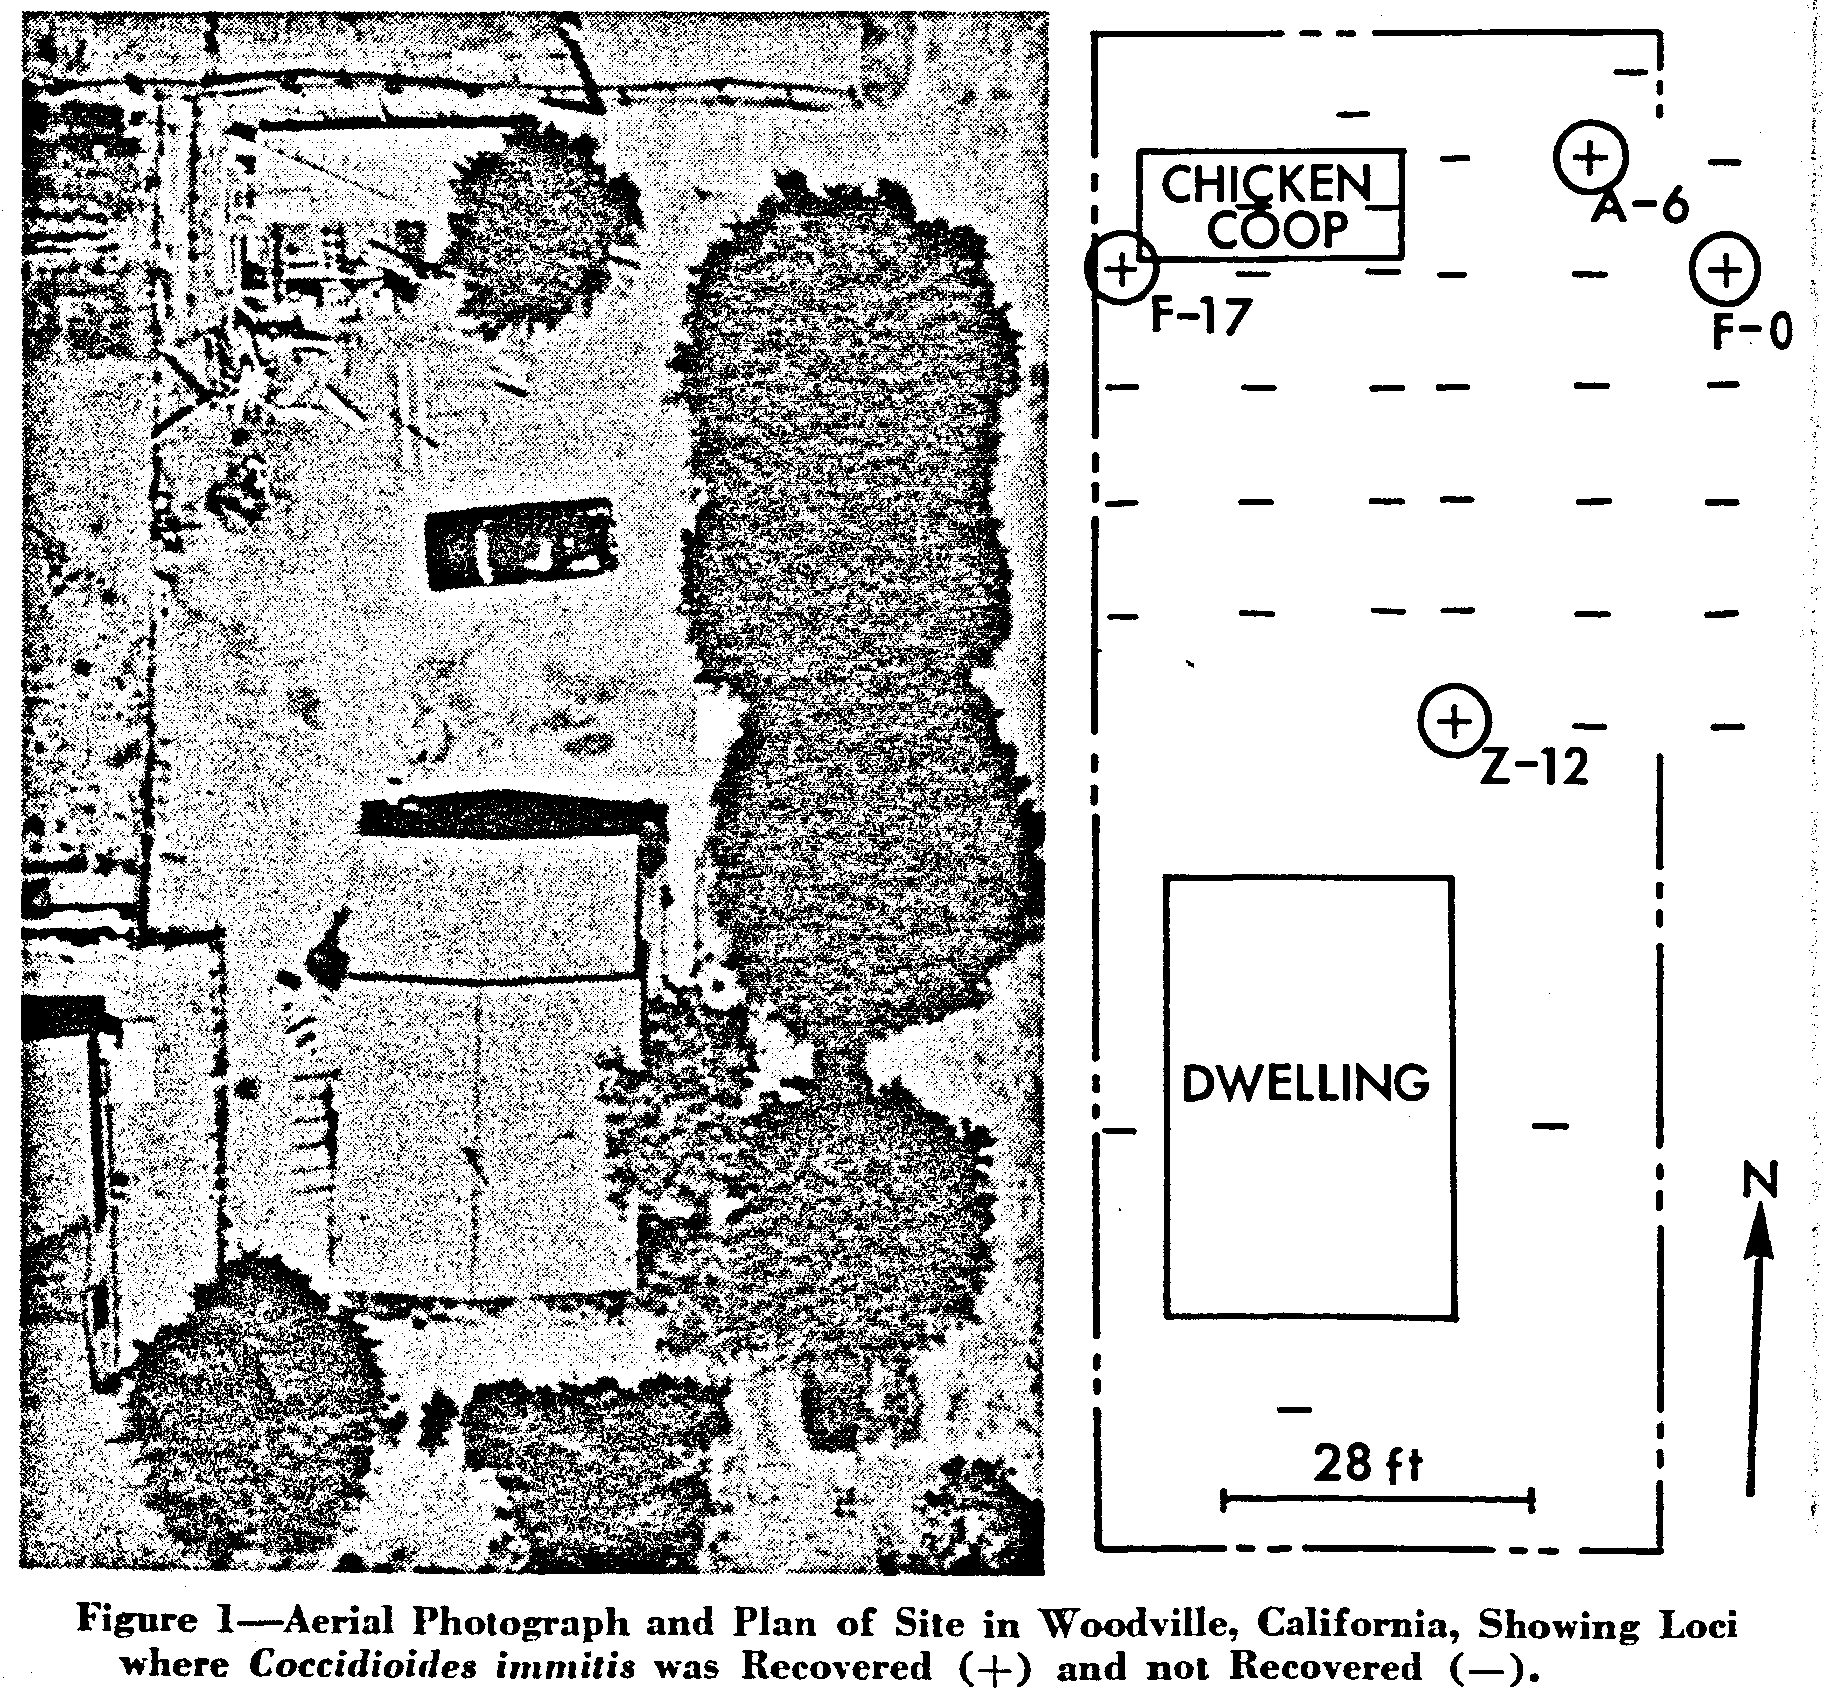 CHICKEN
COOP
A-6
F-17
F-0
Z-12
DWELLING
N
28 ft
Figure 1—Aerial Photograph and Plan of Site in Woodville, California, Showing Loci
where Coccidioides immitis was Recovered (+) and not Recovered (—).